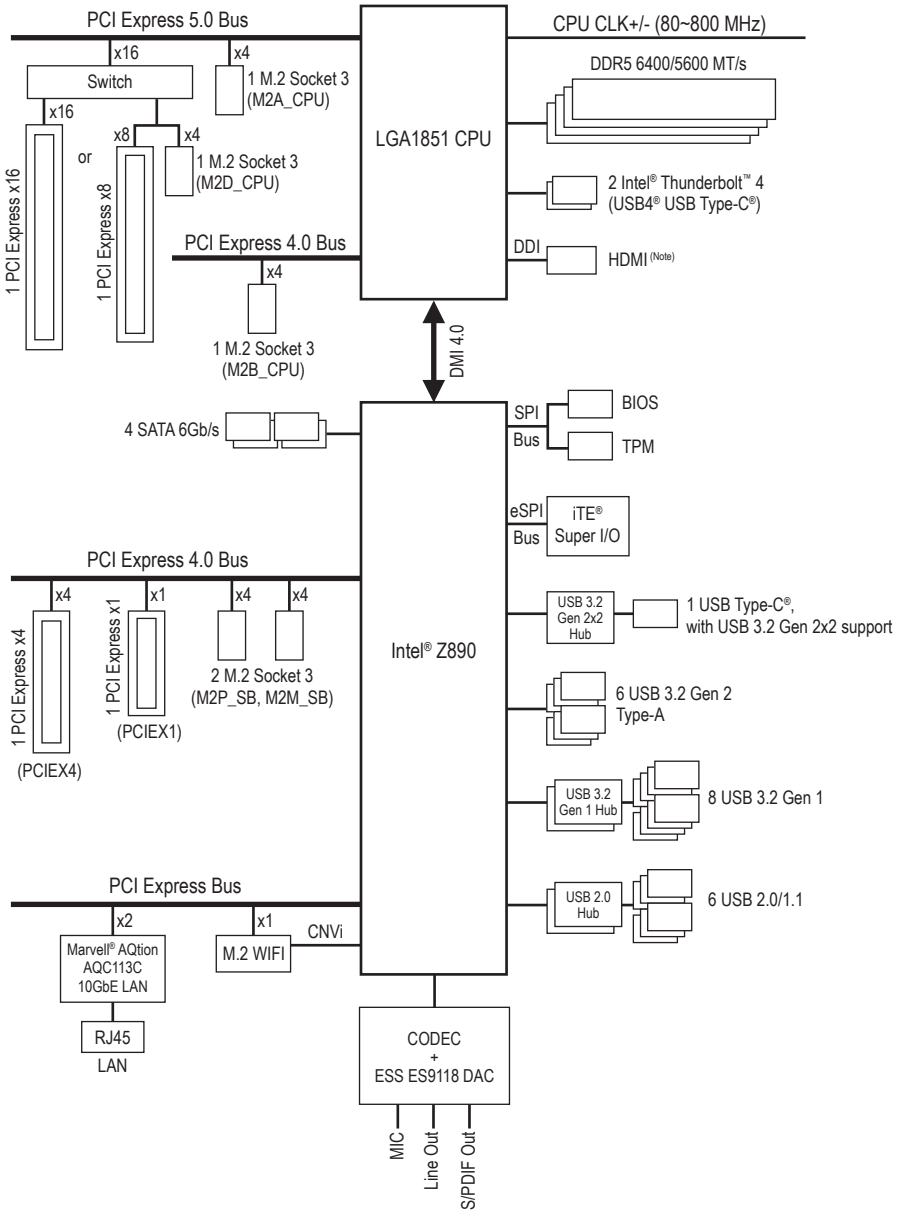 PCI Express 5.0 Bus
CPU CLK+/- (80~800 MHz)
x16
x4
Switch
1 M.2 Socket 3
(M2A_CPU)
DDR5 6400/5600 MT/s
LGA1851 CPU
x16
or
x8
x4
1 PCI Express x16
1 PCI Express x8
1 M.2 Socket 3
(M2D_CPU)
2 Intel® Thunderbolt™ 4
(USB4® USB Type-C®)
PCI Express 4.0 Bus
DDI
HDMI (Note)
x4
1 M.2 Socket 3
(M2B_CPU)
DMI 4.0
4 SATA 6Gb/s
SPI
Bus
BIOS
TPM
eSPI
Bus
iTE®
Super I/O
PCI Express 4.0 Bus
x4
x1
x4
x4
1 PCI Express x4
1 PCI Express x1
2 M.2 Socket 3
(M2P_SB, M2M_SB)
(PCIEX1)
(PCIEX4)
Intel® Z890
USB 3.2
Gen 2x2
Hub
1 USB Type-C®,
with USB 3.2 Gen 2x2 support
6 USB 3.2 Gen 2
Type-A
USB 3.2
Gen 1 Hub
8 USB 3.2 Gen 1
PCI Express Bus
x2
x1
CNVi
USB 2.0
Hub
6 USB 2.0/1.1
Marvell® AQtion
AQC113C
10GbE LAN
M.2 WIFI
RJ45
LAN
CODEC
+
ESS ES9118 DAC
MIC
Line Out
S/PDIF Out